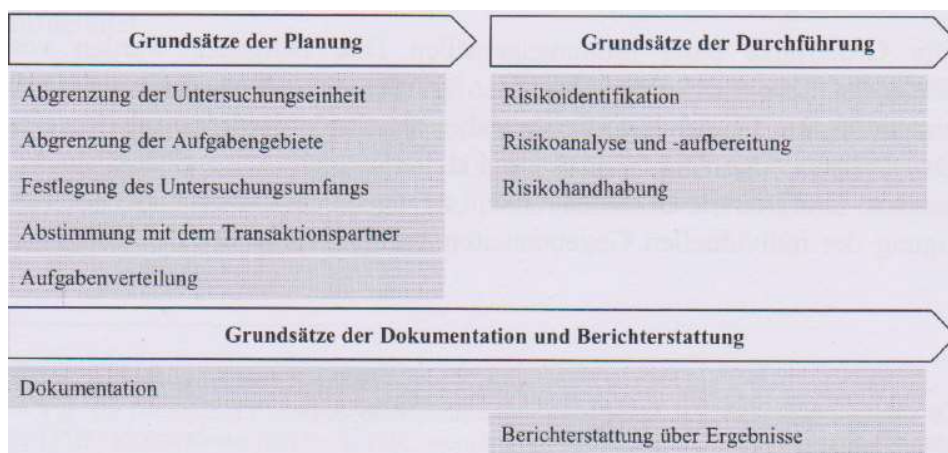 Grundsätze der Planung
Grundsätze der Durchführung
Abgrenzung der Untersuchungseinheit
Abgrenzung der Aufgabengebiete
Festlegung des Untersuchungsumfangs
Abstimmung mit dem Transaktionspartner
Aufgabenverteilung
Risikoidentifikation
Risikoanalyse und -aufbereitung
Risikohandhabung
Grundsätze der Dokumentation und Berichterstattung
Dokumentation
Berichterstattung über Ergebnisse